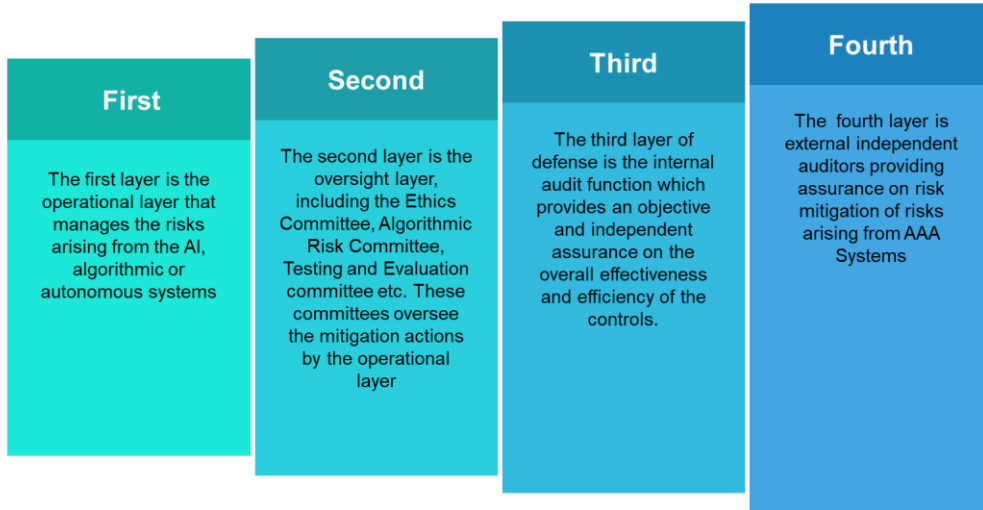 First
The first layer is the
operational layer that
manages the risks
arising from the AI,
algorithmic or
autonomous systems
Second
The second layer is the
oversight layer,
including the Ethics
Committee, Algorithmic
Risk Committee,
Testing and Evaluation
committee etc. These
committees oversee
the mitigation actions
by the operational
layer
Third
The third layer of
defense is the internal
audit function which
provides an objective
and independent
assurance on the
overall effectiveness
and efficiency of the
controls.
Fourth
The fourth layer is
external independent
auditors providing
assurance on risk
mitigation of risks
arising from AAA
Systems